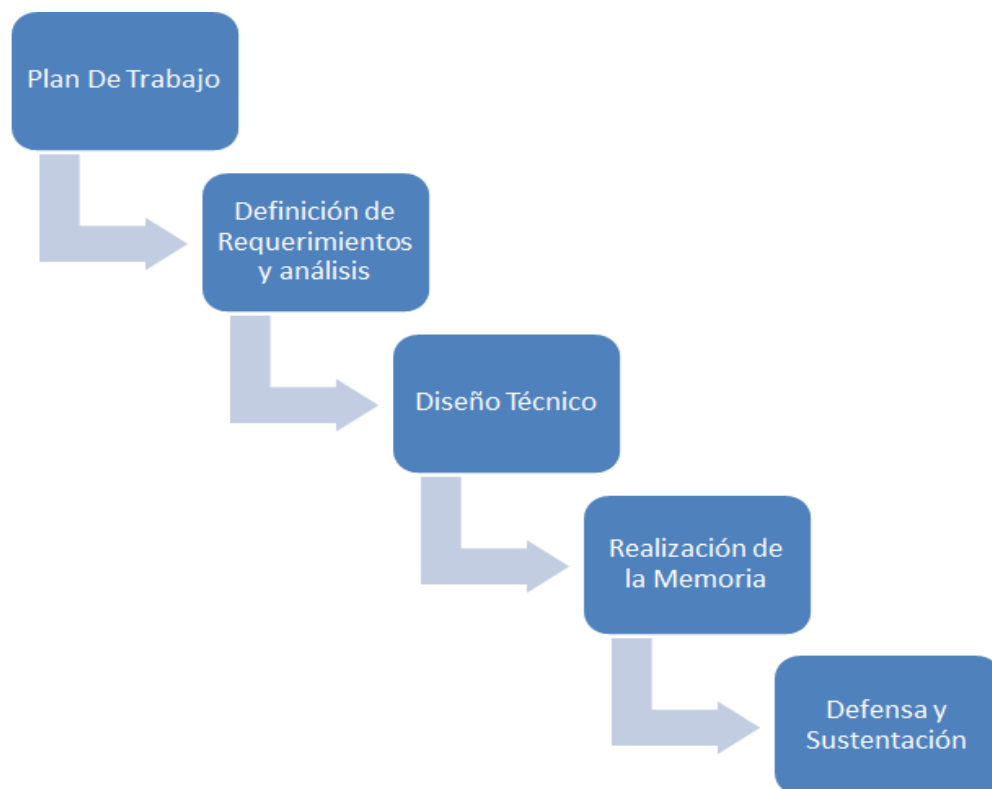 Plan De Trabajo
Definición de
Requerimientos
y análisis
Diseño Técnico
Realización de
la Memoria
Defensa y
Sustentación